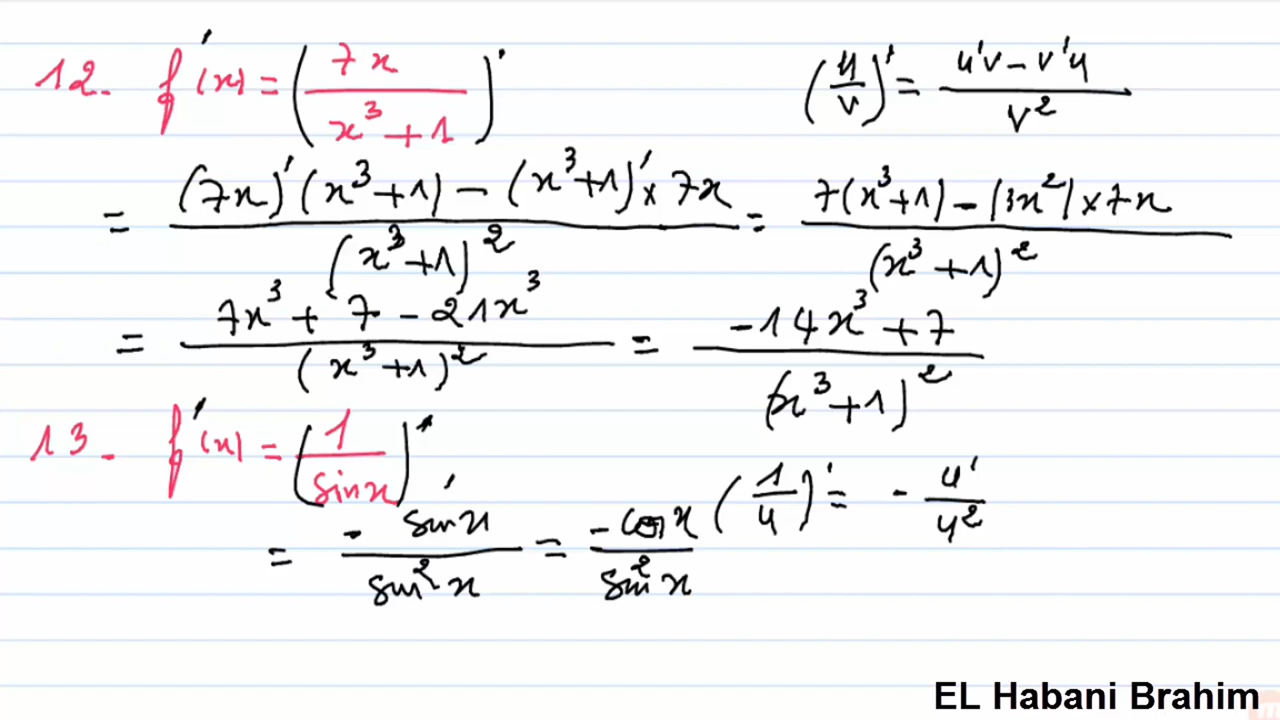 12. f'(x) = (7x / (x³ + 1))'   (u/v)' = (u'v - v'u) / v²
= ((7x)'(x³+1) - (x³+1)' × 7x) / (x³+1)² = (7(x³+1) - (3x²) × 7x) / (x³+1)²
= (7x³ + 7 - 21x³) / (x³+1)² = (-14x³ + 7) / (x³+1)²
13. f'(x) = (1 / sin x)'   (1/u)' = - u' / u²
= - sin'x / sin²x = - cos x / sin²x
EL Habani Brahim